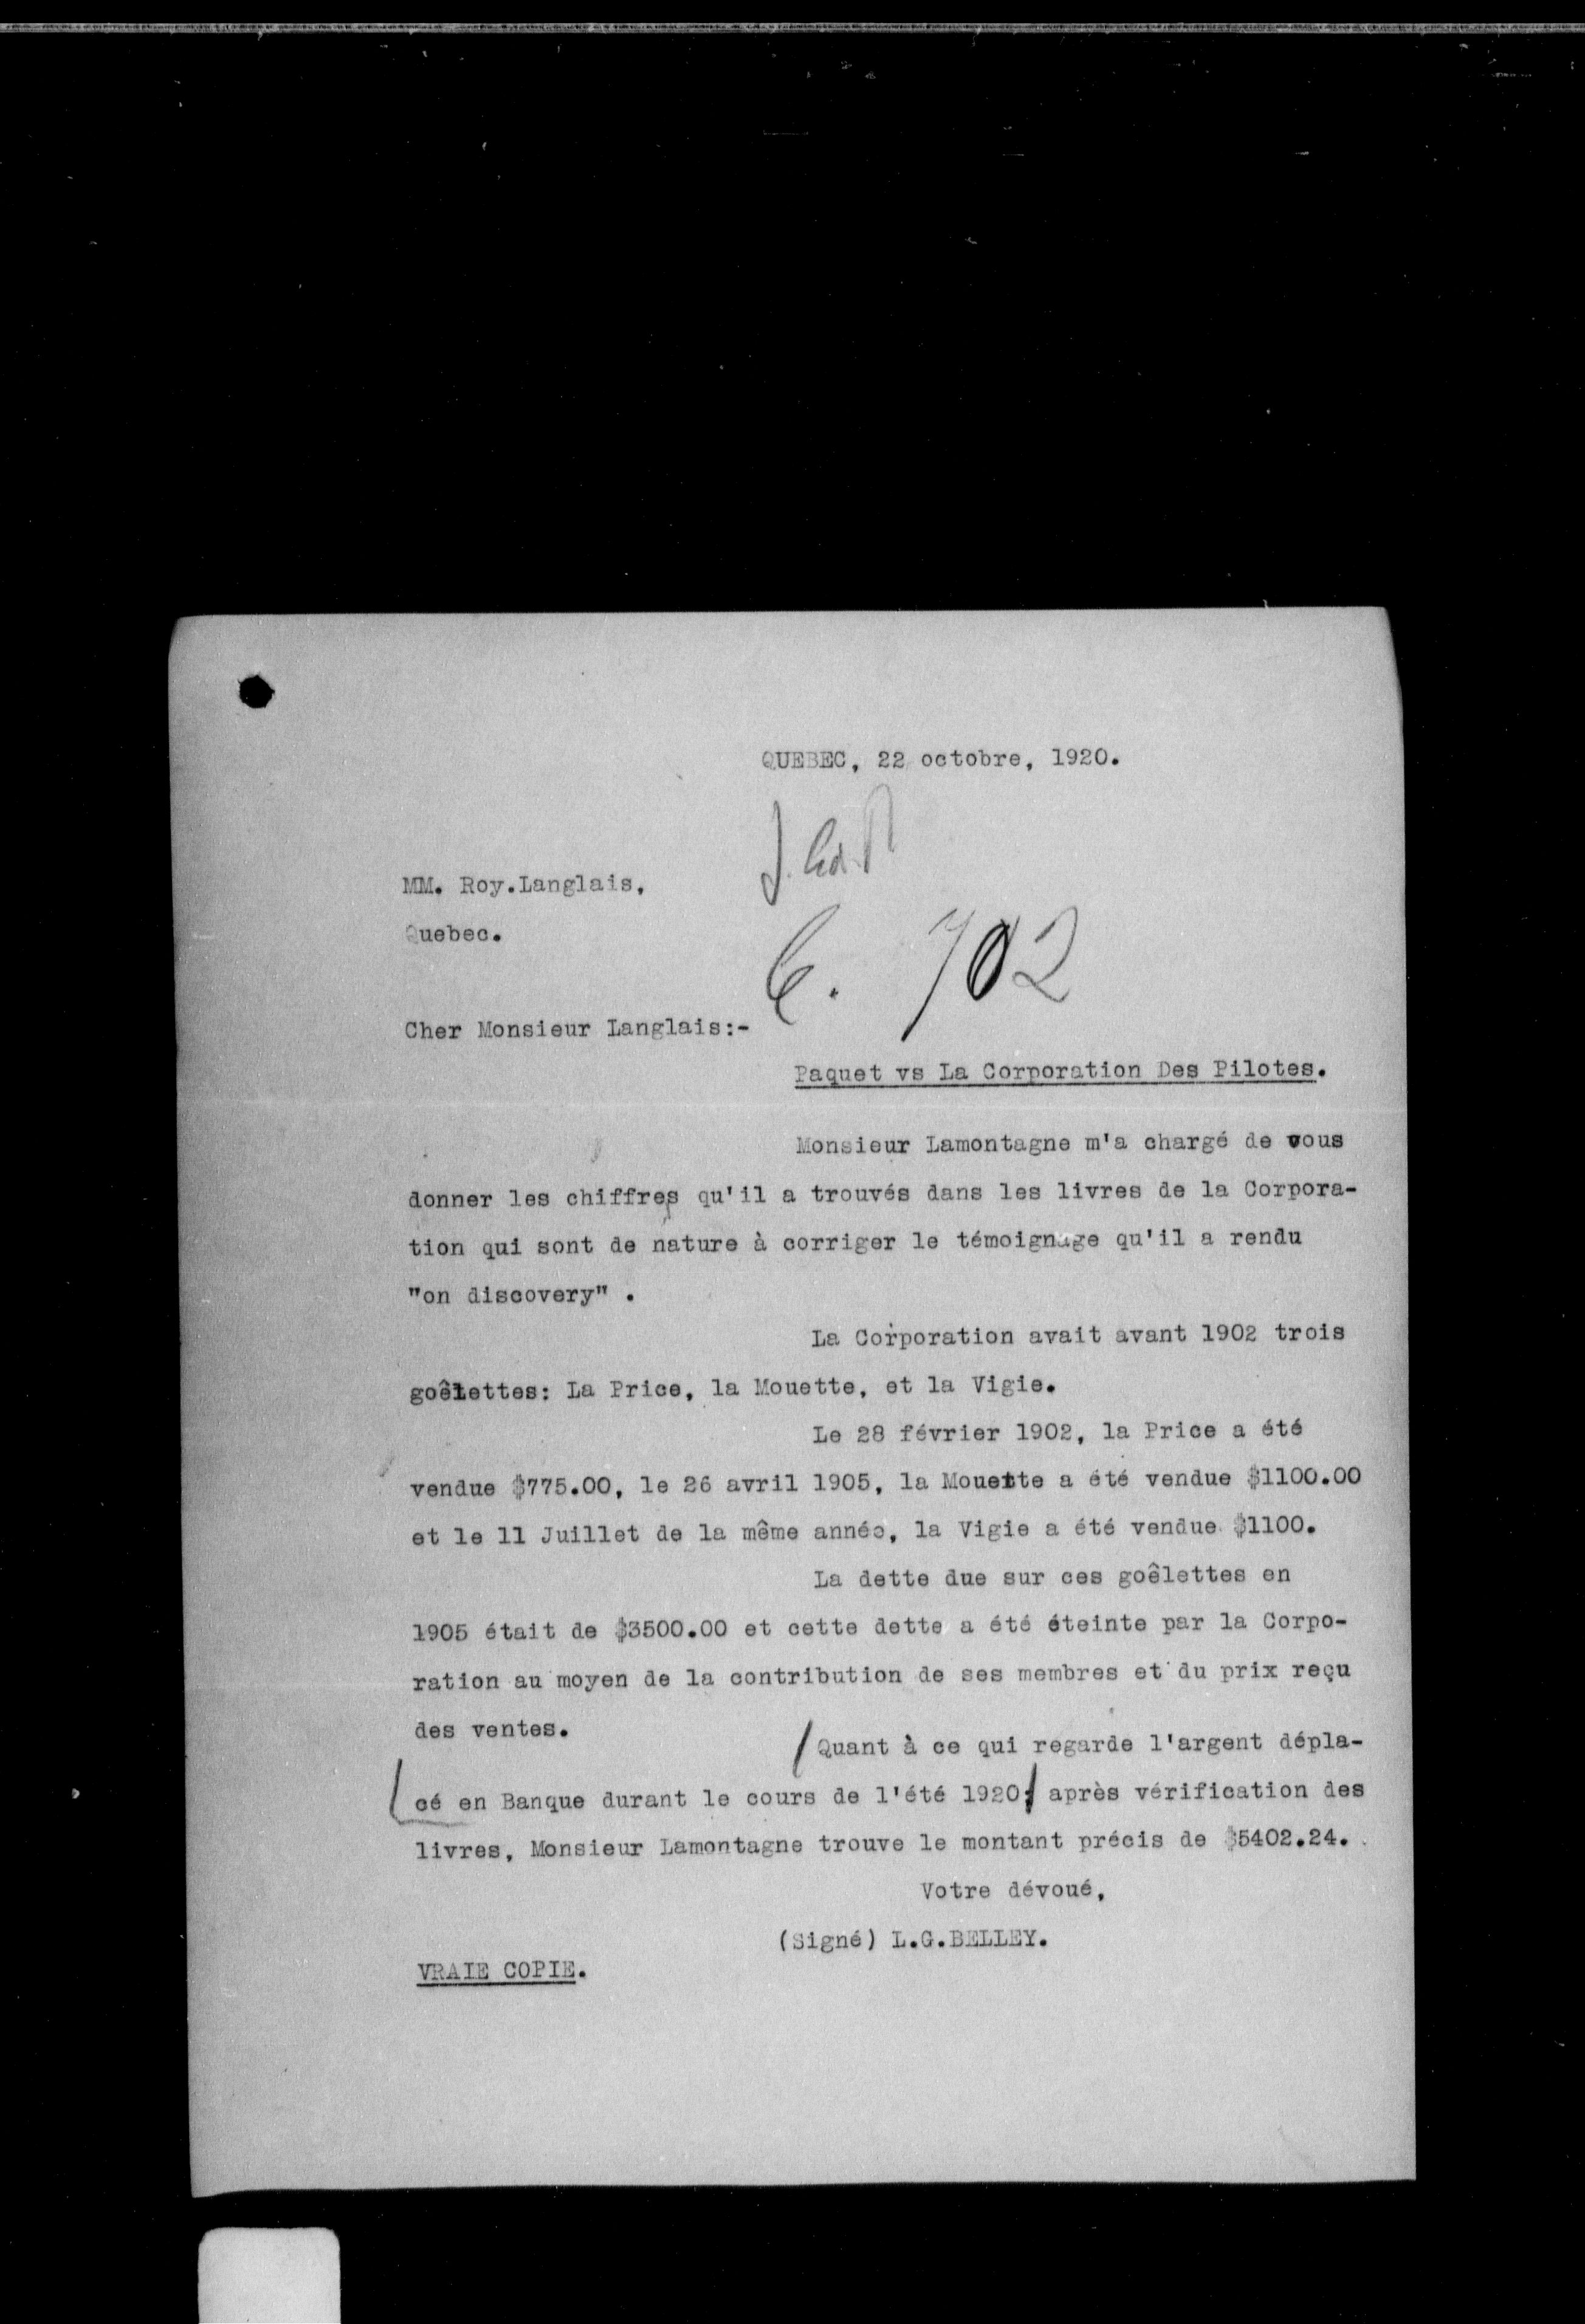 QUEBEC, 22 octobre, 1920.
MM. Roy.Langlais,
Quebec.
C. 702
Cher Monsieur Langlais:-
Paquet vs La Corporation Des Pilotes.
Monsieur Lamontagne m'a chargé de vous
donner les chiffres qu'il a trouvés dans les livres de la Corpora-
tion qui sont de nature à corriger le témoignage qu'il a rendu
"on discovery" .
La Corporation avait avant 1902 trois
goêlettes: La Price, la Mouette, et la Vigie.
Le 28 février 1902, la Price a été
vendue $775.00, le 26 avril 1905, la Mouette a été vendue $1100.00
et le 11 Juillet de la même année, la Vigie a été vendue $1100.
La dette due sur ces goêlettes en
1905 était de $3500.00 et cette dette a été éteinte par la Corpo-
ration au moyen de la contribution de ses membres et du prix reçu
des ventes.
Quant à ce qui regarde l'argent dépla-
cé en Banque durant le cours de l'été 1920, après vérification des
livres, Monsieur Lamontagne trouve le montant précis de $5402.24.
Votre dévoué,
(Signé) L.G.BELLEY.
VRAIE COPIE.